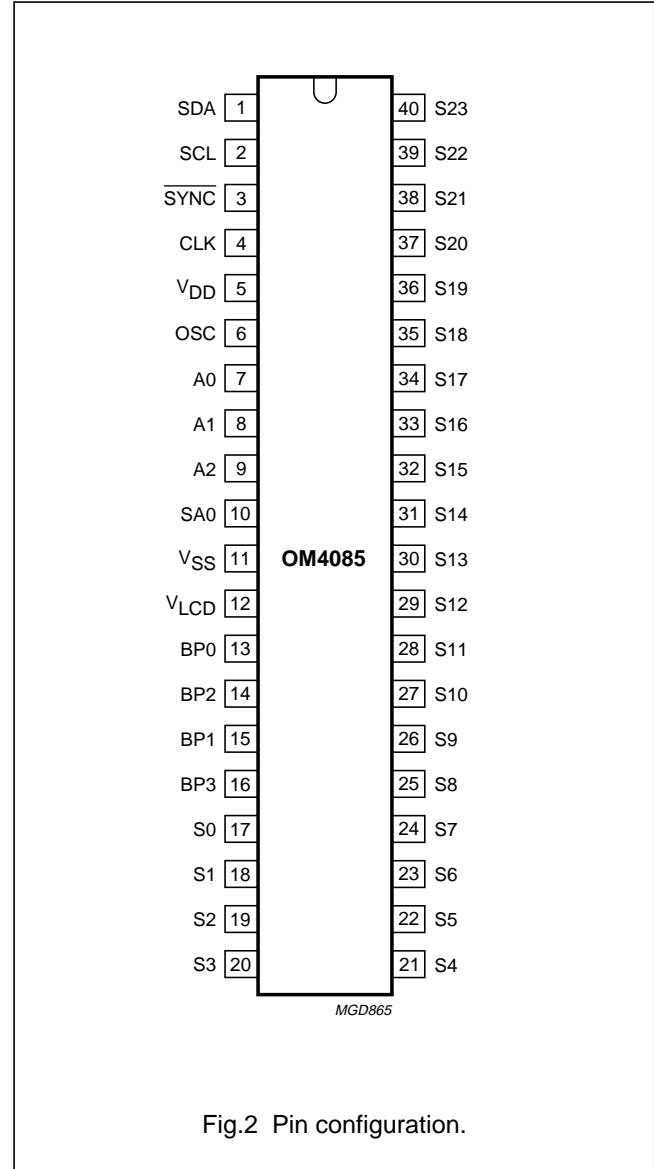 SDA 1 40 S23
SCL 2 39 S22
SYNC 3 38 S21
CLK 4 37 S20
VDD 5 36 S19
OSC 6 35 S18
A0 7 34 S17
A1 8 33 S16
A2 9 32 S15
SA0 10 31 S14
VSS 11 OM4085 30 S13
VLCD 12 29 S12
BP0 13 28 S11
BP2 14 27 S10
BP1 15 26 S9
BP3 16 25 S8
S0 17 24 S7
S1 18 23 S6
S2 19 22 S5
S3 20 21 S4
MGD865
Fig.2 Pin configuration.